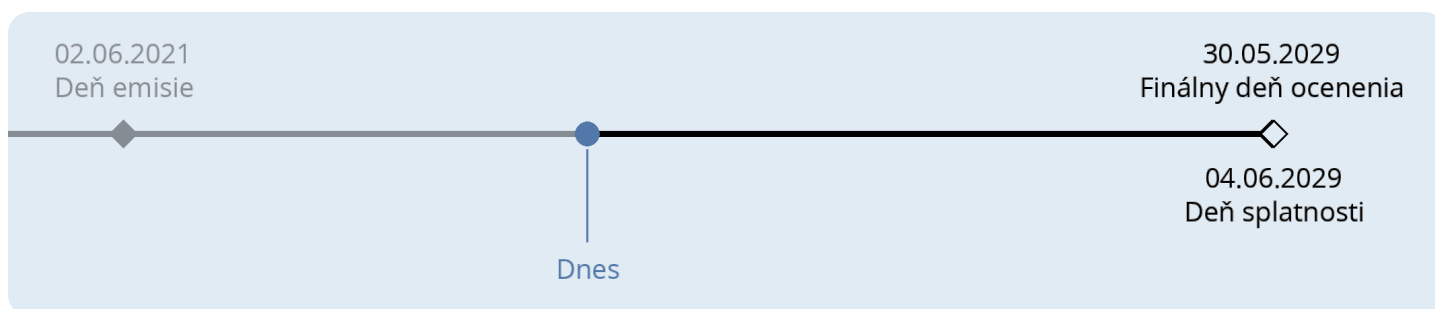 02.06.2021
Deň emisie
30.05.2029
Finálny deň ocenenia
04.06.2029
Deň splatnosti
Dnes